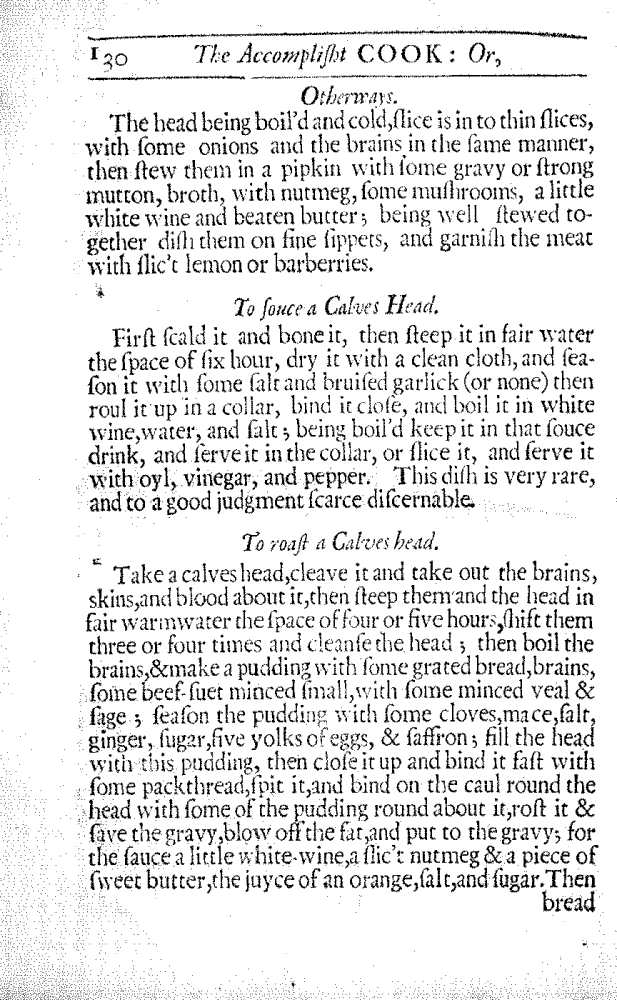 130 The Accompliſht COOK: Or,
Otherways.
The head being boil'd and cold,ſlice is in to thin ſlices,
with ſome onions and the brains in the ſame manner,
then ſtew them in a pipkin with ſome gravy or ſtrong
mutton, broth, with nutmeg, ſome muſhrooms, a little
white wine and beaten butter; being well ſtewed to-
gether diſh them on fine ſippets, and garniſh the meat
with ſlic't lemon or barberries.
To ſouce a Calves Head.
Firſt ſcald it and bone it, then ſteep it in fair water
the ſpace of ſix hour, dry it with a clean cloth, and ſea-
ſon it with ſome ſalt and bruiſed garlick (or none) then
roul it up in a collar, bind it cloſe, and boil it in white
wine,water, and ſalt; being boil'd keep it in that ſouce
drink, and ſerve it in the collar, or ſlice it, and ſerve it
with oyl, vinegar, and pepper. This diſh is very rare,
and to a good judgment ſcarce diſcernable.
To roaſt a Calves head.
Take a calves head,cleave it and take out the brains,
skins,and blood about it,then ſteep them and the head in
fair warm water the ſpace of four or five hours,ſhift them
three or four times and cleanſe the head; then boil the
brains,&make a pudding with ſome grated bread,brains,
ſome beef-ſuet minced ſmall,with ſome minced veal &
ſage; ſeaſon the pudding with ſome cloves,mace,ſalt,
ginger, ſugar,five yolks of eggs, & ſaffron; fill the head
with this pudding, then cloſe it up and bind it faſt with
ſome packthread,ſpit it,and bind on the caul round the
head with ſome of the pudding round about it,roſt it &
ſave the gravy,blow off the fat,and put to the gravy; for
the ſauce a little white-wine,a ſlic't nutmeg & a piece of
ſweet butter,the juyce of an orange,ſalt,and ſugar.Then
bread